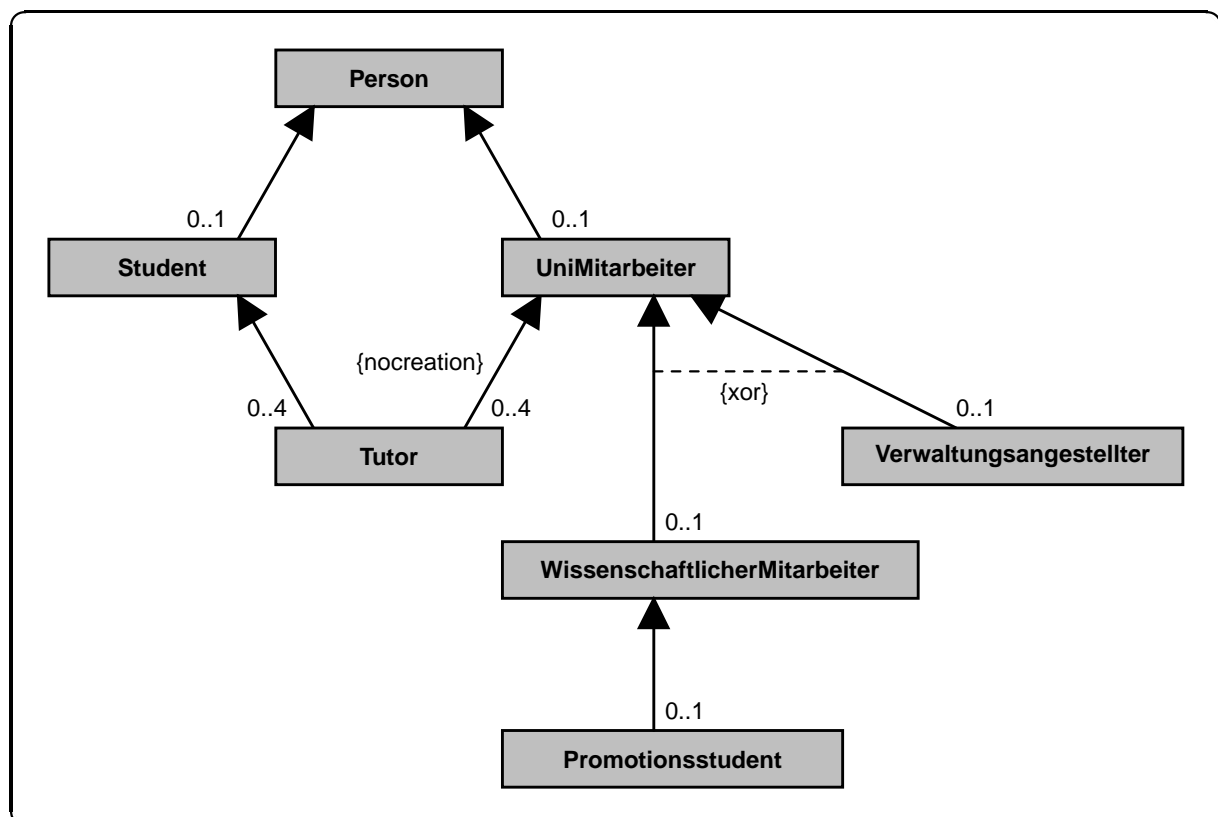 Person
0..1
0..1
Student
UniMitarbeiter
{nocreation}
{xor}
0..4
0..4
0..1
Tutor
Verwaltungsangestellter
0..1
WissenschaftlicherMitarbeiter
0..1
Promotionsstudent